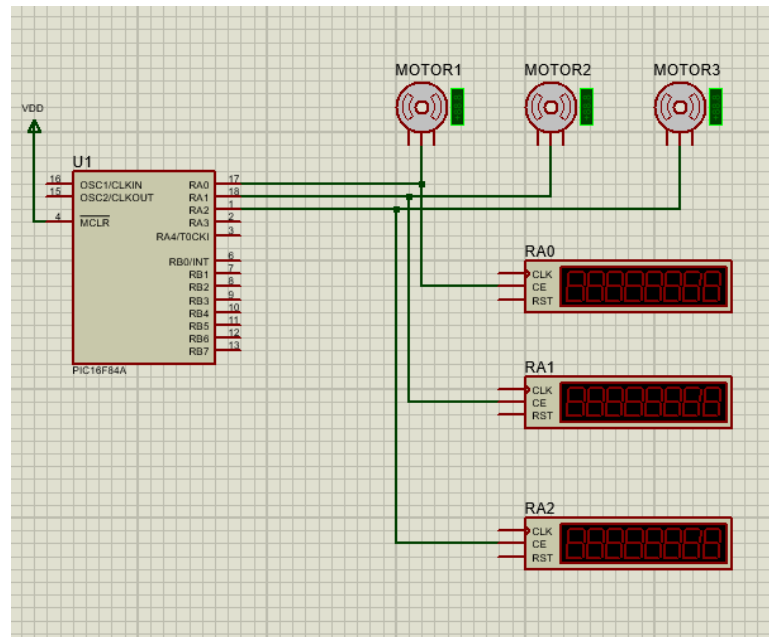 MOTOR1
MOTOR2
MOTOR3
VDD
U1
16
OSC1/CLKIN
RA0
17
15
OSC2/CLKOUT
RA1
18
RA2
1
4
MCLR
RA3
2
RA4/T0CKI
3
RB0/INT
6
RB1
7
RB2
8
RB3
9
RB4
10
RB5
11
RB6
12
RB7
13
PIC16F84A
RA0
CLK
CE
RST
RA1
CLK
CE
RST
RA2
CLK
CE
RST